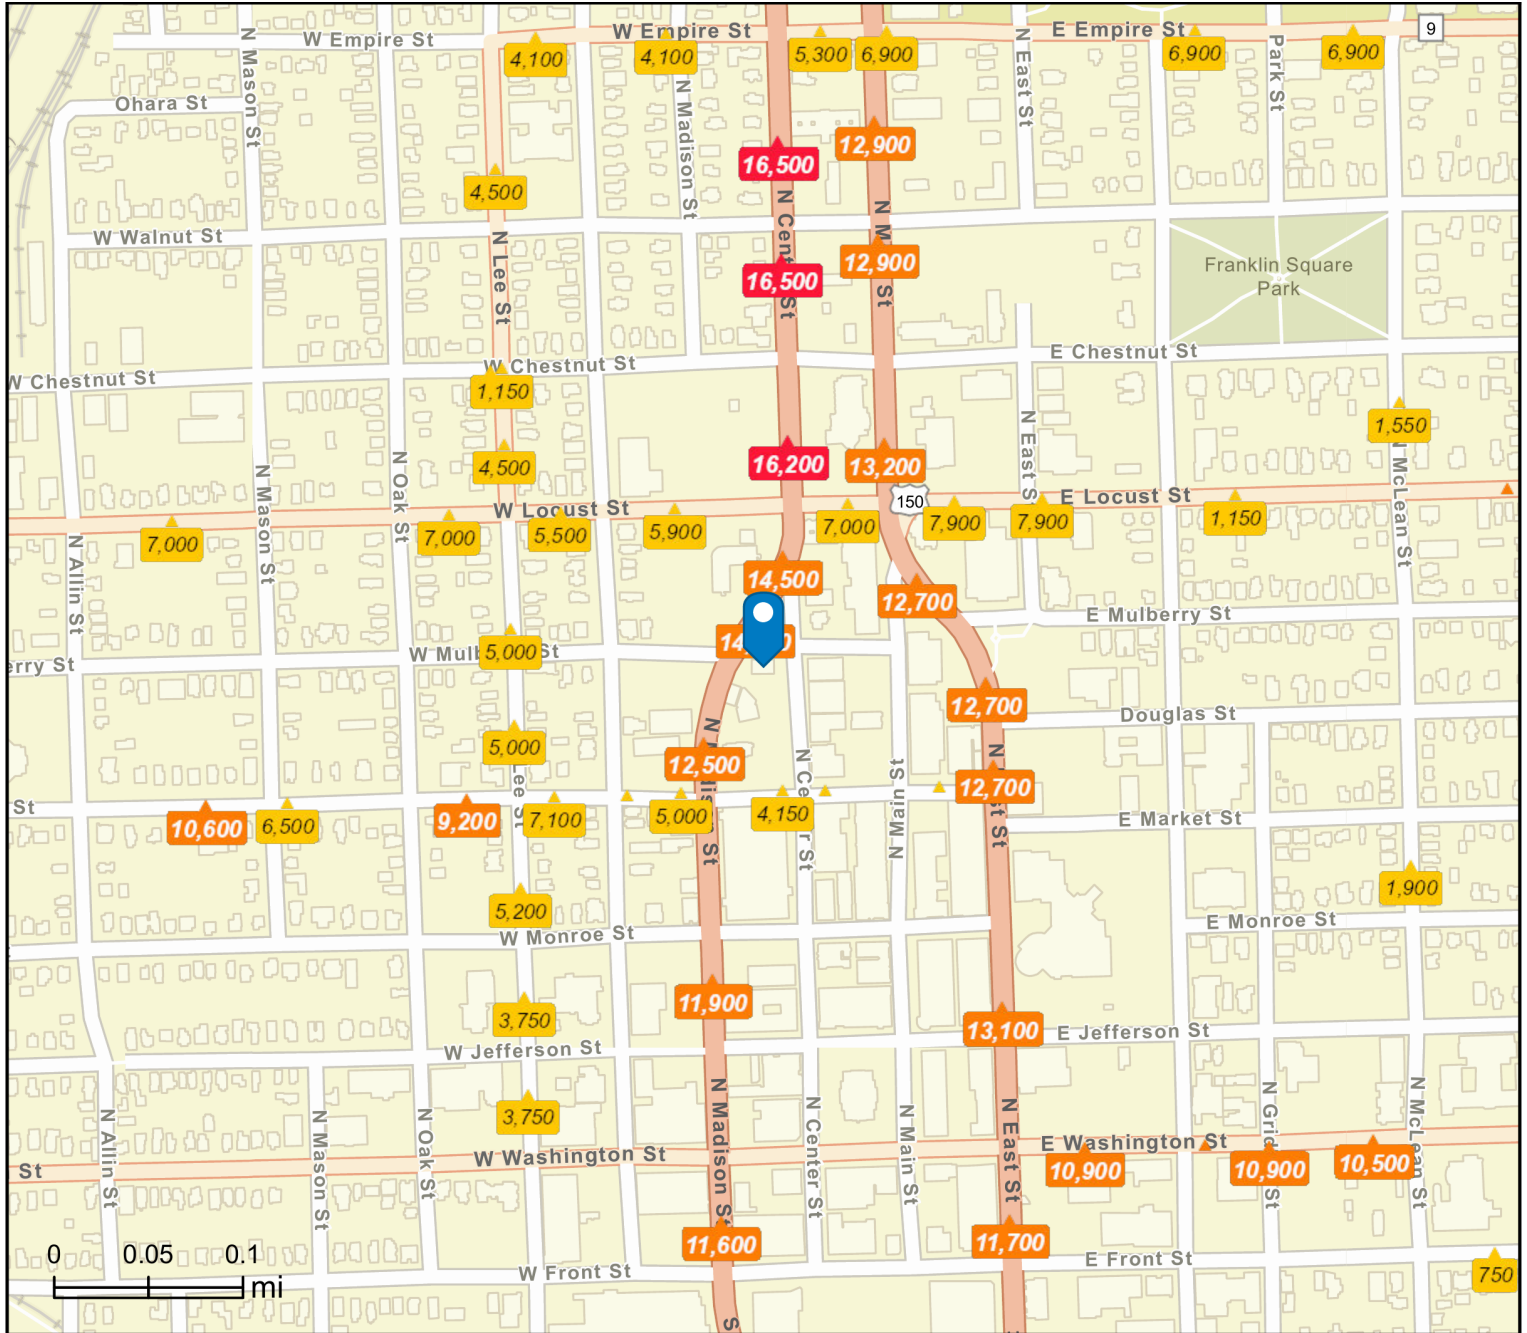 W Empire St
W Empire St
E Empire St
9
4,100
4,100
5,300
6,900
6,900
6,900
N Mason St
N Madison St
N East St
Park St
Ohara St
16,500
12,900
4,500
W Walnut St
N Lee St
16,500
12,900
Franklin Square
Park
W Chestnut St
W Chestnut St
E Chestnut St
1,150
1,550
N Oak St
N Mason St
4,500
16,200
13,200
N East St
N McLean St
W Locust St
150
E Locust St
7,000
7,000
5,500
5,900
7,000
7,900
7,900
1,150
N Allin St
14,500
12,700
E Mulberry St
5,000
erry St
12,700
Douglas St
5,000
12,500
12,700
N Main St
St
10,600
6,500
9,200
7,100
5,000
4,150
E Market St
1,900
5,200
W Monroe St
E Monroe St
11,900
3,750
13,100
E Jefferson St
W Jefferson St
3,750
N Allin St
N Mason St
N Oak St
N Madison St
N Center St
N Main St
N East St
W Washington St
E Washington St
St
10,900
10,900
10,500
11,600
11,700
0 0.05 0.1
mi
W Front St
E Front St
750
S